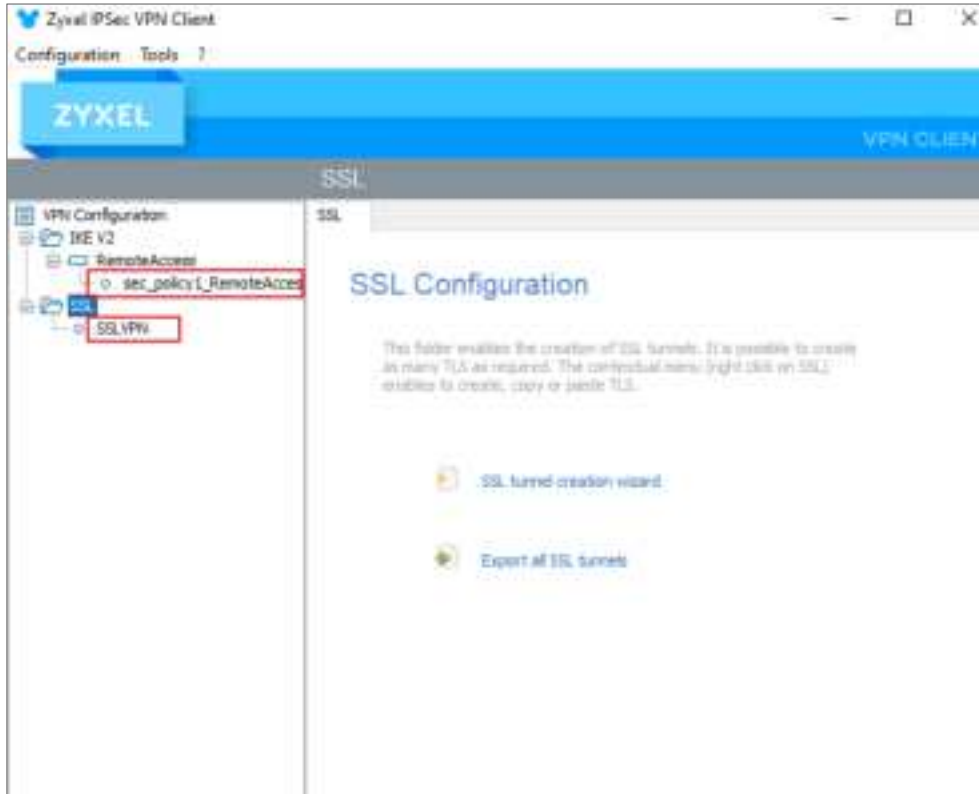 Zyxel IPSec VPN Client
Configuration Tools ?
ZYXEL
VPN CLIEN
SSL
VPN Configuration
IKE V2
RemoteAccess
sec_policy1_RemoteAcces
SSL
SSLVPN
SSL
SSL Configuration
This folder enables the creation of SSL tunnels. It is possible to create
as many TLS as required. The contextual menu (right click on SSL)
enables to create, copy or paste TLS.
SSL tunnel creation wizard
Export all SSL tunnels